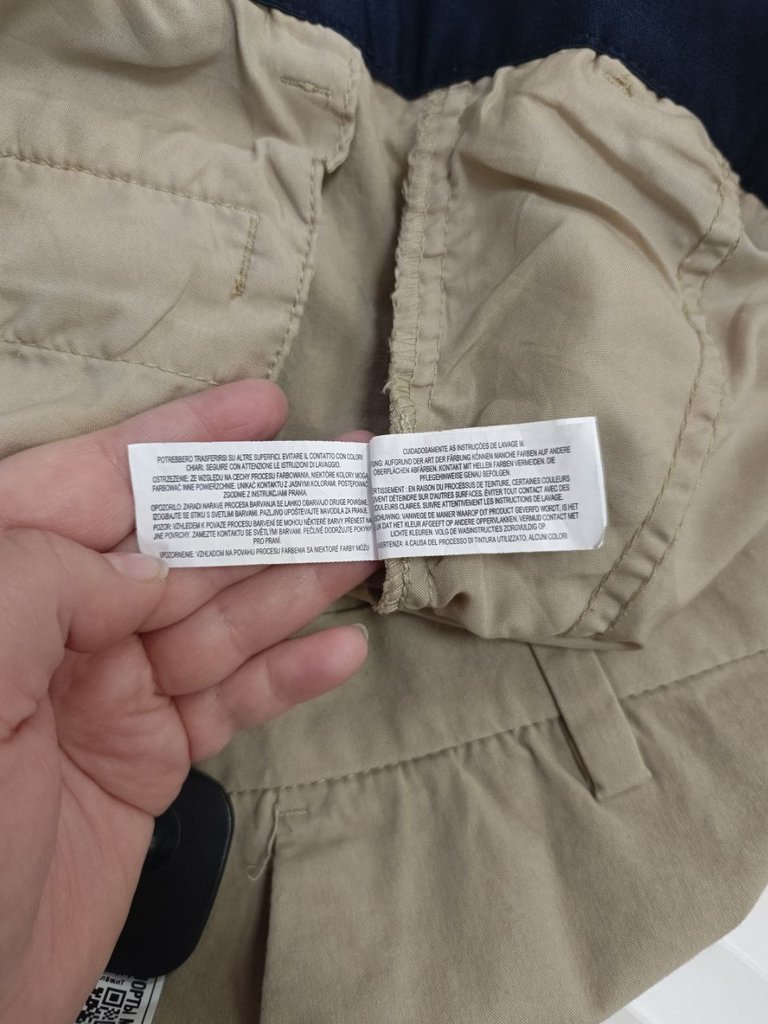 POTREBBERO TRASFERIRSI SU ALTRE SUPERFICI. EVITARE IL CONTATTO CON COLORI
CHIARI. SEGUIRE CON ATTENZIONE LE ISTRUZIONI DI LAVAGGIO.
OSTRZEŻENIE: ZE WZGLĘDU NA CECHY PROCESU FARBOWANIA, NIEKTÓRE KOLORY MOGĄ
FARBOWAĆ INNE POWIERZCHNIE. UNIKAĆ KONTAKTU Z JASNYMI KOLORAMI. POSTĘPOWAĆ
ZGODNIE Z INSTRUKCJAMI PRANIA.
OPOZORILO: ZARADI NARAVE PROCESA BARVANJA SE LAHKO OBARVAJO DRUGE POVRŠINE.
IZOGIBAJTE SE STIKU S SVETLIMI BARVAMI. PAZLJIVO UPOŠTEVAJTE NAVODILA ZA PRANJE.
POZOR: VZHLEDEM K POVAZE PROCESU BARVENÍ SE MOHOU NĚKTERÉ BARVY PŘENÉST NA
JINÉ POVRCHY. ZAMEZTE KONTAKTU SE SVĚTLÝMI BARVAMI. PEČLIVĚ DODRŽUJTE POKYNY
PRO PRANÍ.
UPOZORNENIE: VZHĽADOM NA POVAHU PROCESU FARBENIA SA NIEKTORÉ FARBY MÔŽU
CUIDADOSAMENTE AS INSTRUÇÕES DE LAVAGE M.
AUFGRUND DER ART DER FÄRBUNG KÖNNEN MANCHE FARBEN AUF ANDERE
OBERFLÄCHEN ABFÄRBEN. KONTAKT MIT HELLEN FARBEN VERMEIDEN. DIE
PFLEGEHINWEISE GENAU BEFOLGEN.
ERTISSEMENT : EN RAISON DU PROCESSUS DE TEINTURE, CERTAINES COULEURS
UVENT DÉTEINDRE SUR D'AUTRES SURFACES. ÉVITER TOUT CONTACT AVEC DES
COULEURS CLAIRES. SUIVRE ATTENTIVEMENT LES INSTRUCTIONS DE LAVAGE.
SCHUWING: VANWEGE DE MANIER WAAROP DIT PRODUCT GEVERFD WORDT, IS HET
K DAT HET KLEUR AFGEEFT OP ANDERE OPPERVLAKKEN. VERMIJD CONTACT MET
LICHTE KLEUREN. VOLG DE WASINSTRUCTIES ZORGVULDIG OP
VERTENZA: A CAUSA DEL PROCESSO DI TINTURA UTILIZZATO, ALCUNI COLORI